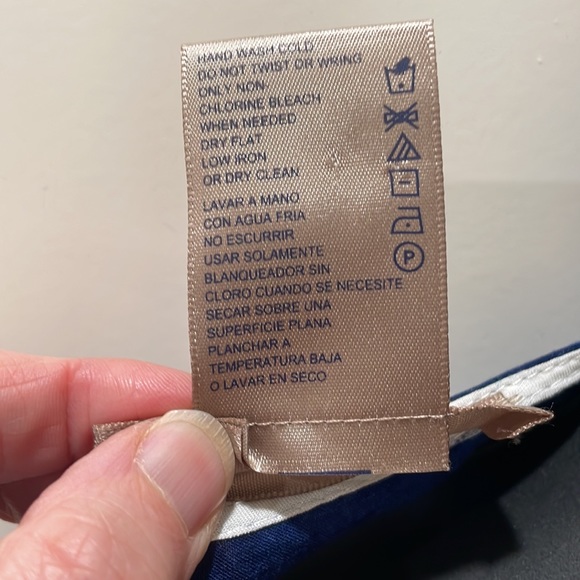 HAND WASH COLD
DO NOT TWIST OR WRING
ONLY NON-
CHLORINE BLEACH
WHEN NEEDED
DRY FLAT
LOW IRON
OR DRY CLEAN
LAVAR A MANO
CON AGUA FRIA
NO ESCURRIR
USAR SOLAMENTE
BLANQUEADOR SIN
CLORO CUANDO SE NECESITE
SECAR SOBRE UNA
SUPERFICIE PLANA
PLANCHAR A
TEMPERATURA BAJA
O LAVAR EN SECO
P